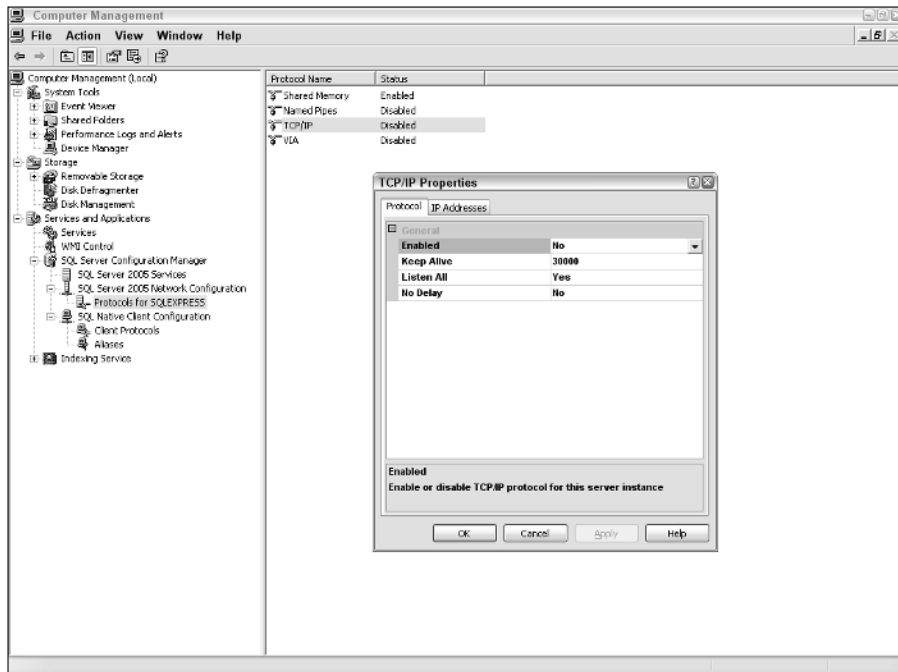 Computer Management
File Action View Window Help
Computer Management (Local)
System Tools
Event Viewer
Shared Folders
Performance Logs and Alerts
Device Manager
Storage
Removable Storage
Disk Defragmenter
Disk Management
Services and Applications
Services
WMI Control
SQL Server Configuration Manager
SQL Server 2005 Services
SQL Server 2005 Network Configuration
Protocols for SQLEXPRESS
SQL Native Client Configuration
Client Protocols
Aliases
Indexing Service
Protocol Name Status
Shared Memory Enabled
Named Pipes Disabled
TCP/IP Disabled
VIA Disabled
TCP/IP Properties
Protocol IP Addresses
General
Enabled No
Keep Alive 30000
Listen All Yes
No Delay No
Enabled
Enable or disable TCP/IP protocol for this server instance
OK Cancel Apply Help